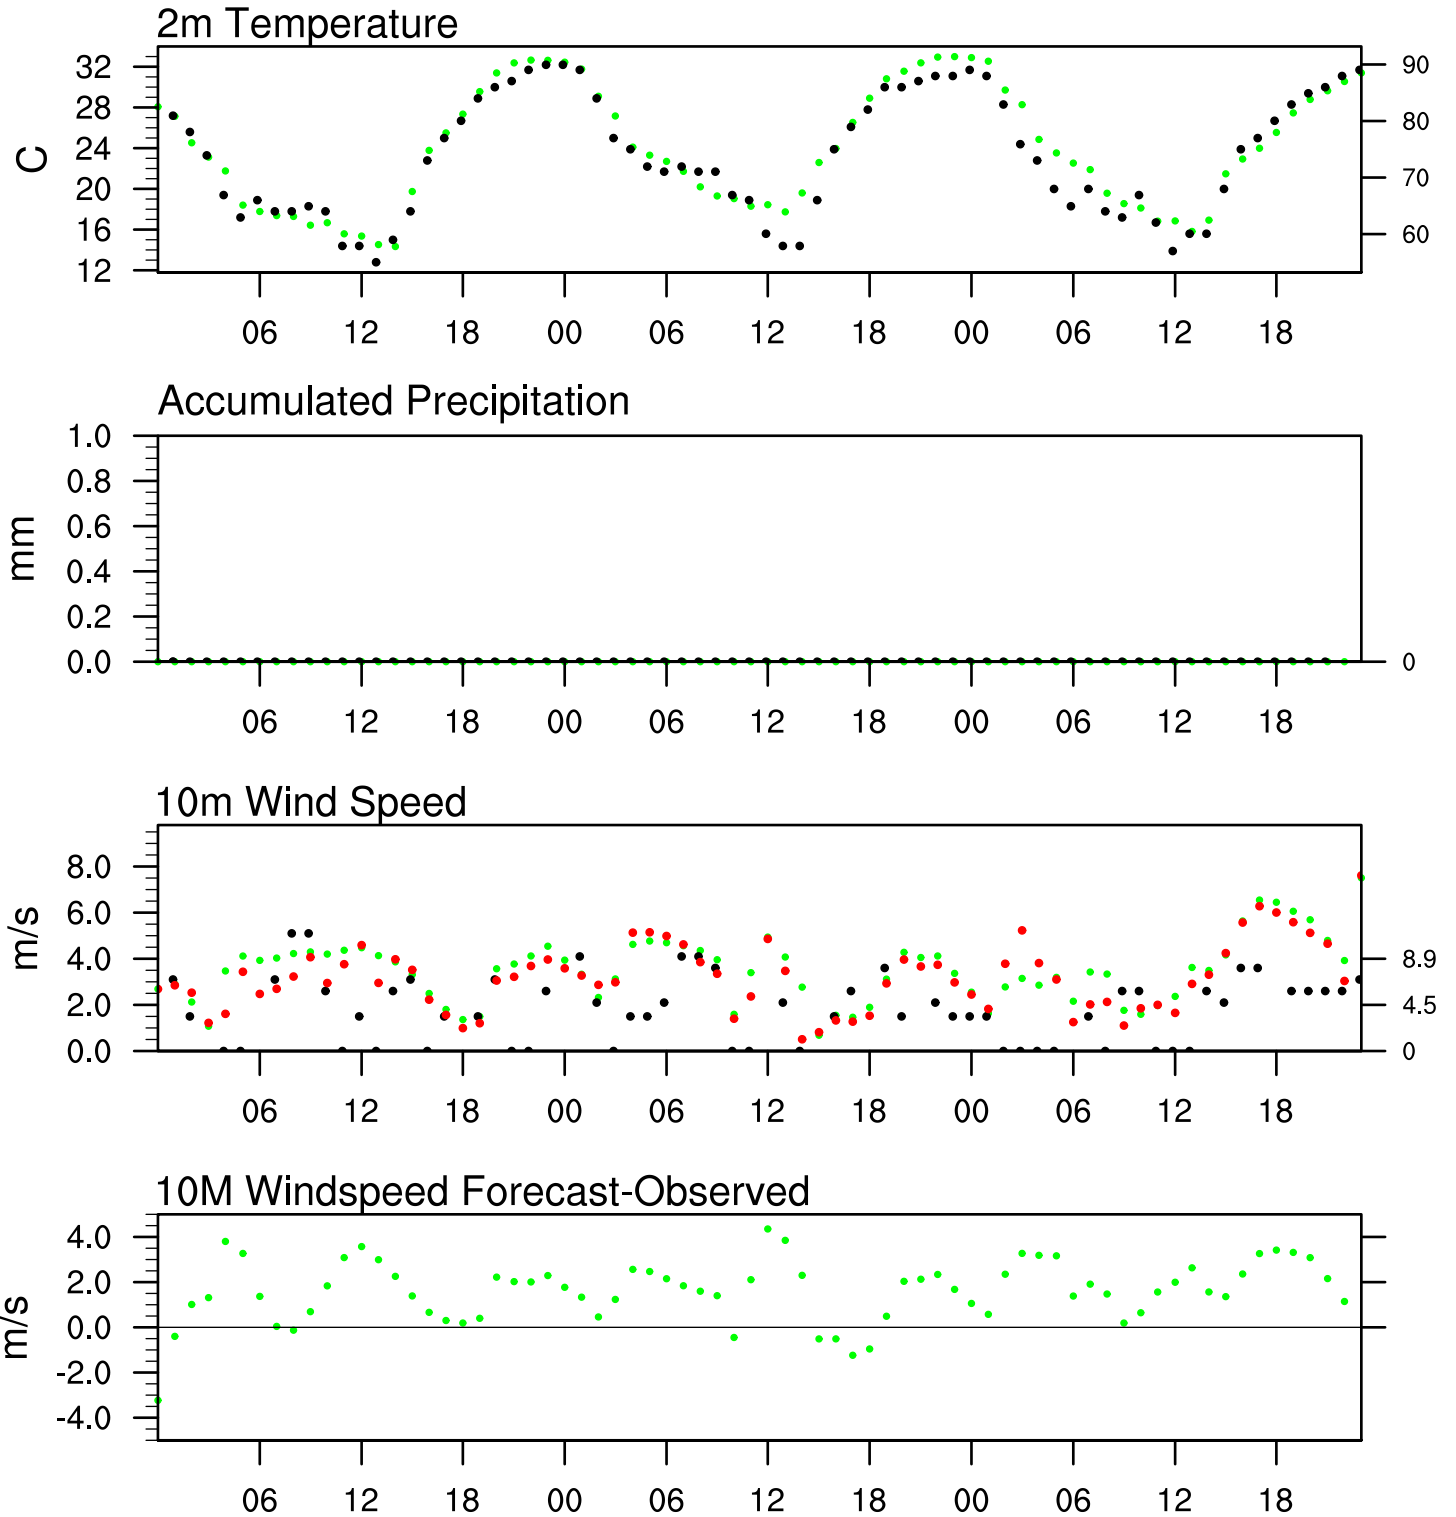 2m Temperature
32
28
24
20
16
12
C
90
80
70
60
06 12 18 00 06 12 18 00 06 12 18
Accumulated Precipitation
1.0
0.8
0.6
0.4
0.2
0.0
mm
0
06 12 18 00 06 12 18 00 06 12 18
10m Wind Speed
8.0
6.0
4.0
2.0
0.0
m/s
8.9
4.5
0
06 12 18 00 06 12 18 00 06 12 18
10M Windspeed Forecast-Observed
4.0
2.0
0.0
-2.0
-4.0
m/s
06 12 18 00 06 12 18 00 06 12 18